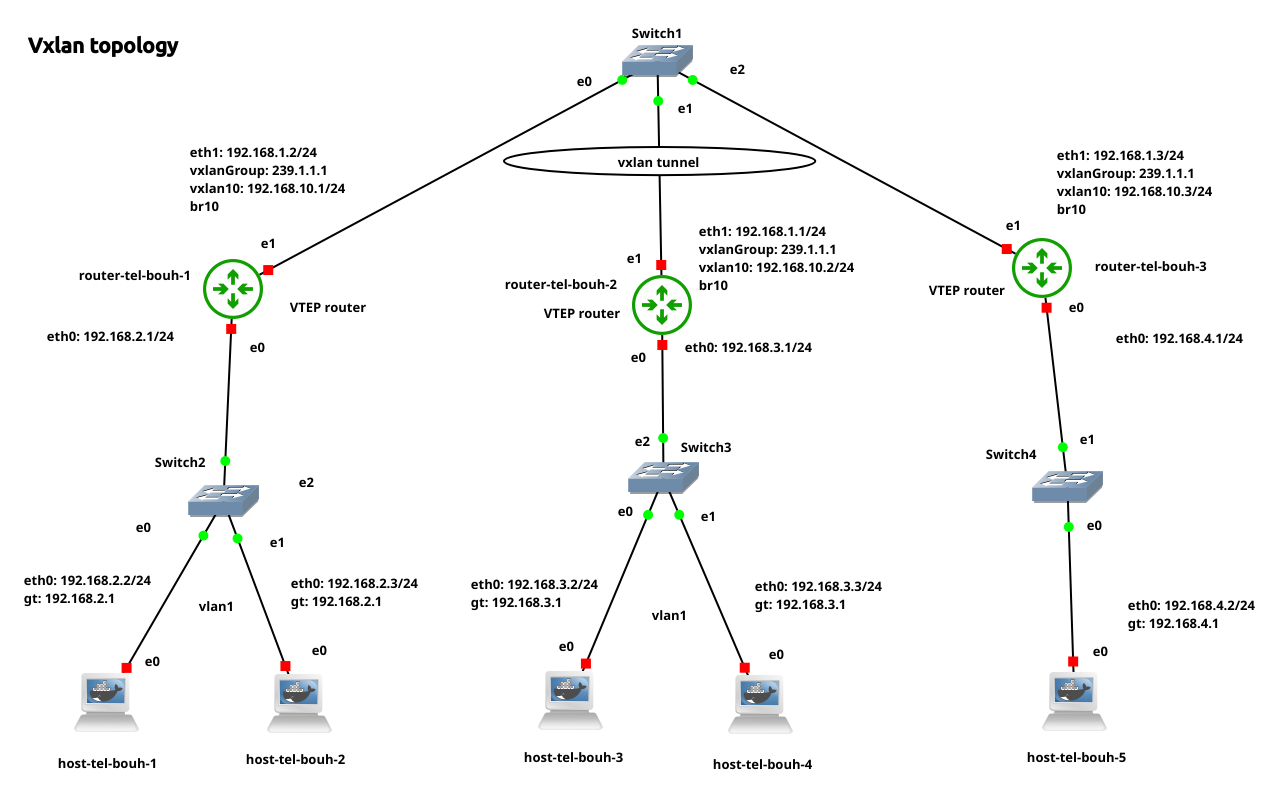 Vxlan topology
Switch1
e0
e2
e1
vxlan tunnel
eth1: 192.168.1.2/24
vxlanGroup: 239.1.1.1
vxlan10: 192.168.10.1/24
br10
eth1: 192.168.1.3/24
vxlanGroup: 239.1.1.1
vxlan10: 192.168.10.3/24
br10
e1
router-tel-bouh-1
VTEP router
eth0: 192.168.2.1/24
e0
eth1: 192.168.1.1/24
vxlanGroup: 239.1.1.1
vxlan10: 192.168.10.2/24
br10
e1
router-tel-bouh-2
VTEP router
eth0: 192.168.3.1/24
e0
e1
router-tel-bouh-3
VTEP router
e0
eth0: 192.168.4.1/24
Switch2
e2
e0
e1
eth0: 192.168.2.2/24
gt: 192.168.2.1
vlan1
eth0: 192.168.2.3/24
gt: 192.168.2.1
e0
e0
host-tel-bouh-1
host-tel-bouh-2
e2
Switch3
e0
e1
eth0: 192.168.3.2/24
gt: 192.168.3.1
vlan1
eth0: 192.168.3.3/24
gt: 192.168.3.1
e0
e0
host-tel-bouh-3
host-tel-bouh-4
e1
Switch4
e0
eth0: 192.168.4.2/24
gt: 192.168.4.1
e0
host-tel-bouh-5